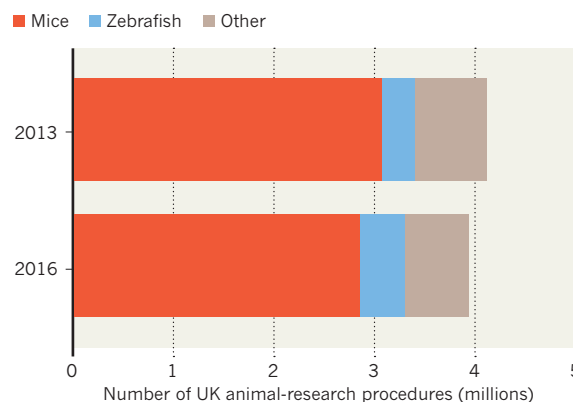 Mice Zebrafish Other
2013
2016
0 1 2 3 4 5
Number of UK animal-research procedures (millions)